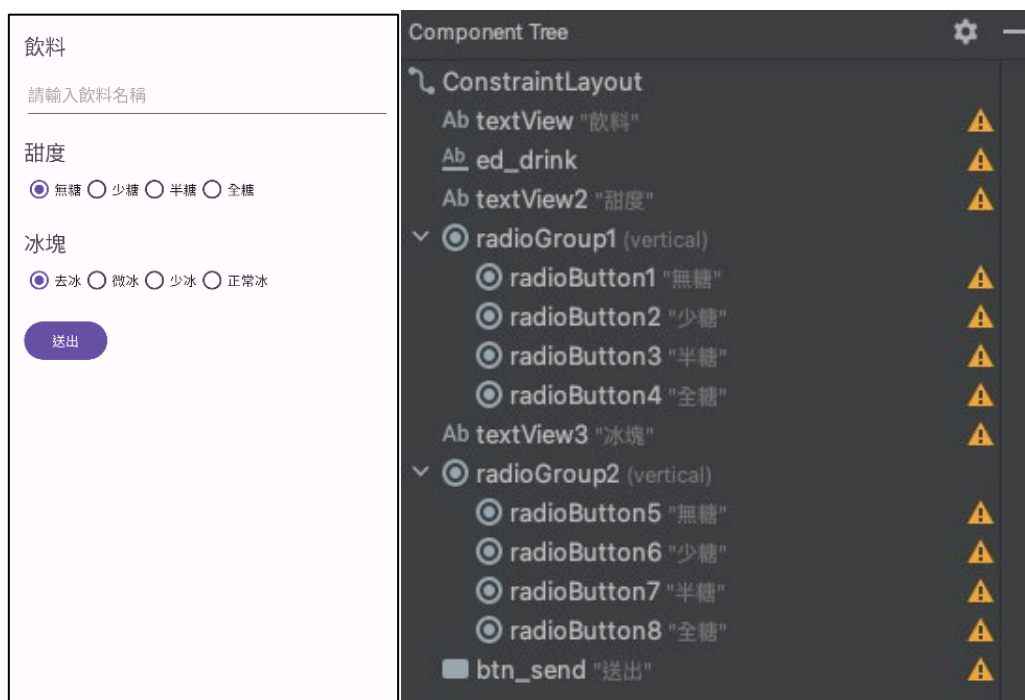 飲料
請輸入飲料名稱
甜度
無糖 少糖 半糖 全糖
冰塊
去冰 微冰 少冰 正常冰
送出
Component Tree
ConstraintLayout
Ab textView "飲料"
Ab ed_drink
Ab textView2 "甜度"
radioGroup1 (vertical)
radioButton1 "無糖"
radioButton2 "少糖"
radioButton3 "半糖"
radioButton4 "全糖"
Ab textView3 "冰塊"
radioGroup2 (vertical)
radioButton5 "無糖"
radioButton6 "少糖"
radioButton7 "半糖"
radioButton8 "全糖"
btn_send "送出"